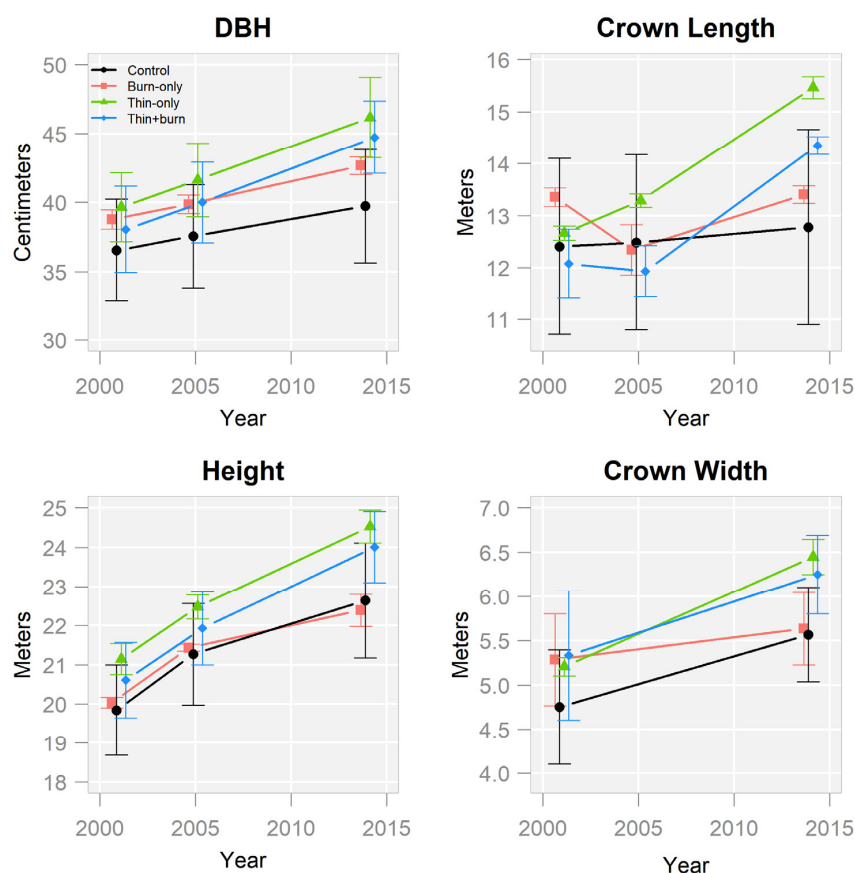 DBH
Centimeters
50
45
40
35
30
Control
Burn-only
Thin-only
Thin+burn
2000 2005 2010 2015
Year
Crown Length
Meters
16
15
14
13
12
11
2000 2005 2010 2015
Year
Height
Meters
25
24
23
22
21
20
19
18
2000 2005 2010 2015
Year
Crown Width
Meters
7.0
6.5
6.0
5.5
5.0
4.5
4.0
2000 2005 2010 2015
Year